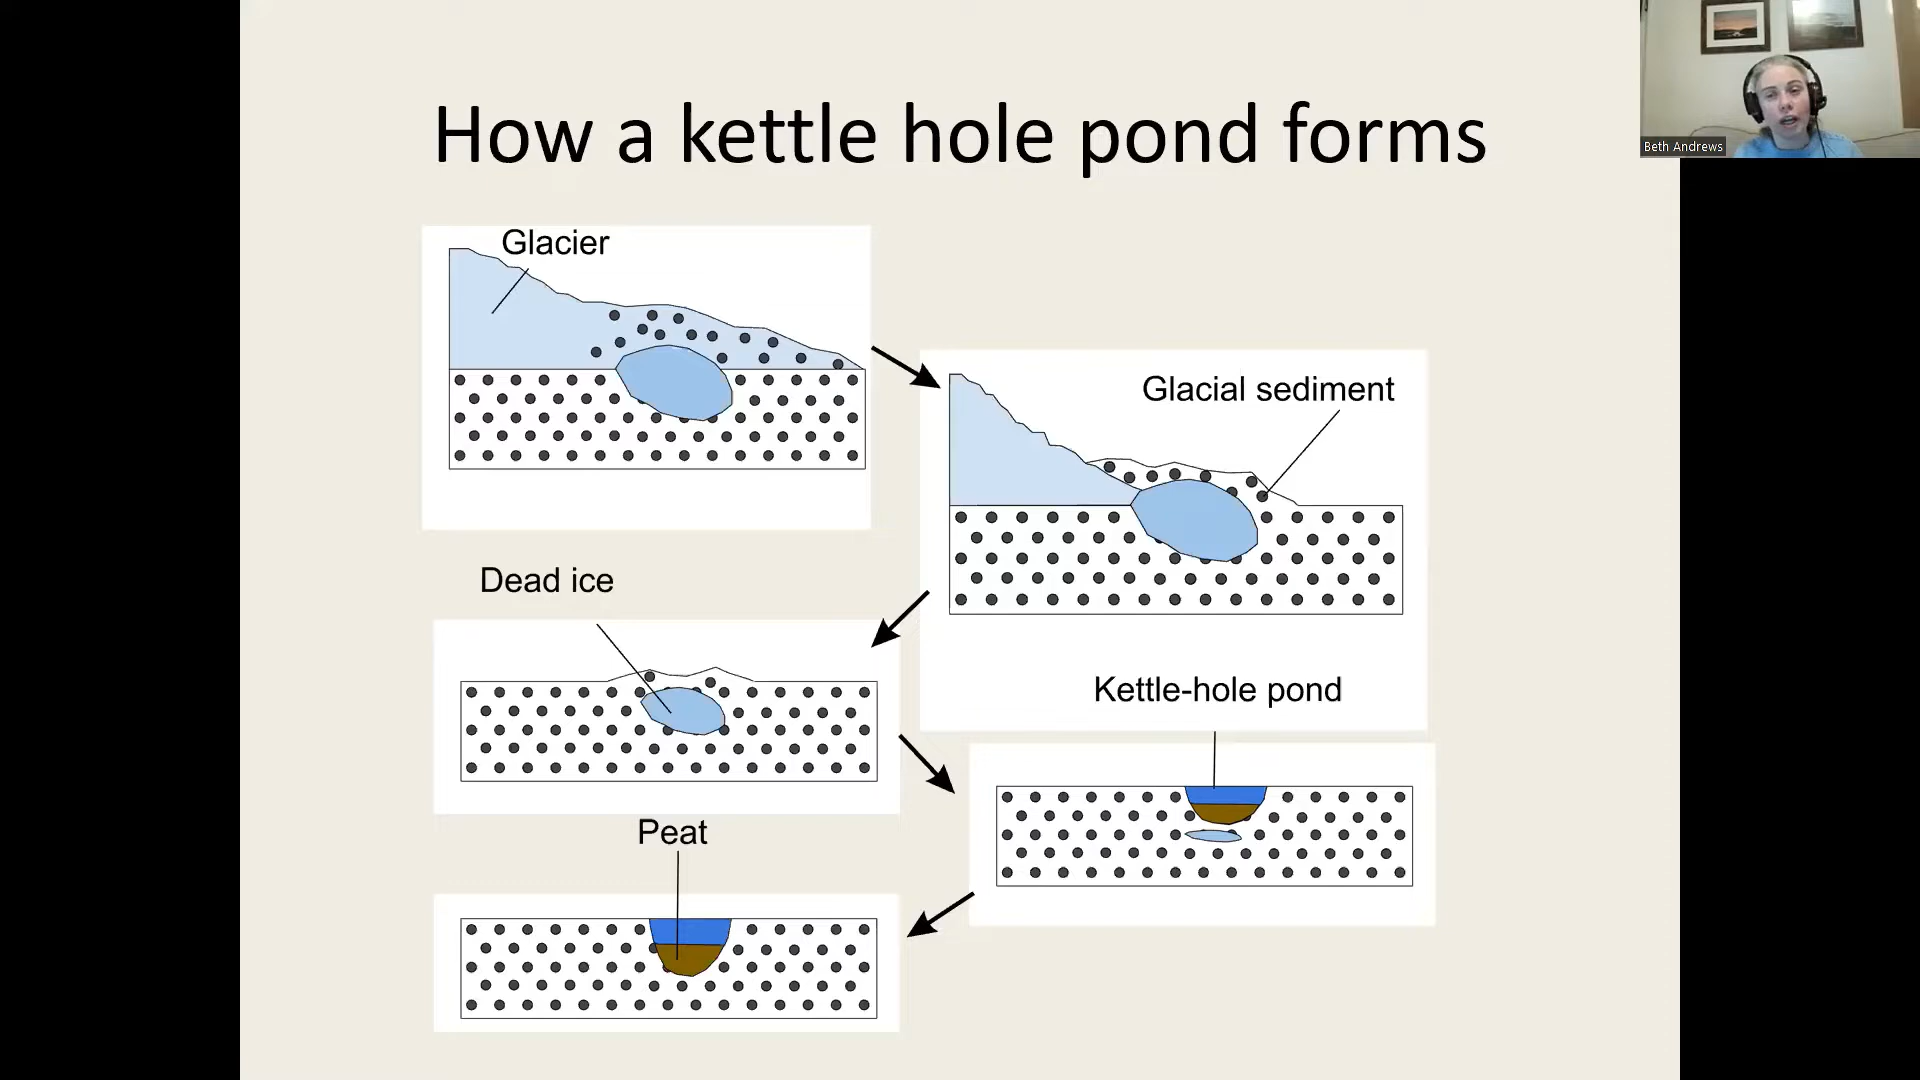 How a kettle hole pond forms
Beth Andrews
Glacier
Glacial sediment
Dead ice
Kettle-hole pond
Peat